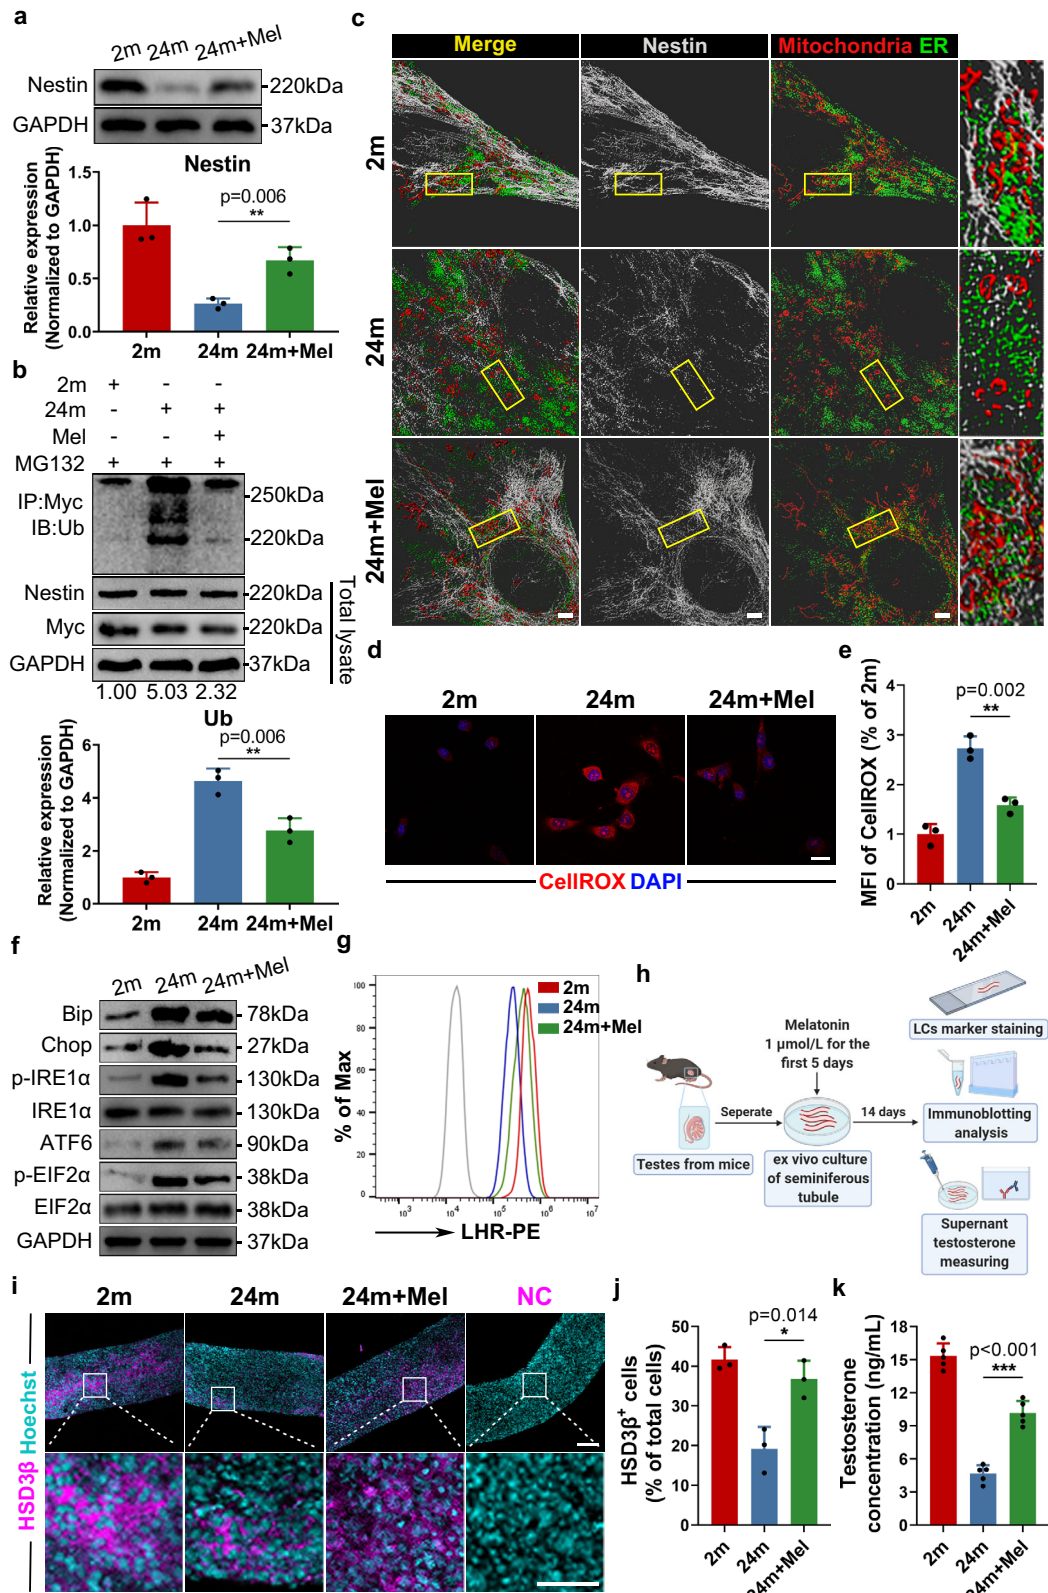 a
2m 24m 24m+Mel
Nestin
220kDa
GAPDH
37kDa
Nestin
Relative expression
(Normalized to GAPDH)
1.5
1.0
0.5
0.0
p=0.006
**
2m 24m 24m+Mel
b
2m + - -
24m - + +
Mel - - +
MG132 + + +
IP:Myc
IB:Ub
250kDa
220kDa
Nestin
220kDa
Myc
220kDa
GAPDH
37kDa
Total lysate
1.00 5.03 2.32
Ub
Relative expression
(Normalized to GAPDH)
6
4
2
0
p=0.006
**
2m 24m 24m+Mel
c
Merge
Nestin
Mitochondria ER
2m
24m
24m+Mel
d
2m
24m
24m+Mel
CellROX DAPI
e
MFI of CellROX (% of 2m)
4
3
2
1
0
p=0.002
**
2m
24m
24m+Mel
f
2m 24m 24m+Mel
Bip
78kDa
Chop
27kDa
p-IRE1α
130kDa
IRE1α
130kDa
ATF6
90kDa
p-EIF2α
38kDa
EIF2α
38kDa
GAPDH
37kDa
g
% of Max
100
80
60
40
20
0
10³ 10⁴ 10⁵ 10⁶ 10⁷
LHR-PE
2m
24m
24m+Mel
h
Testes from mice
Seperate
Melatonin
1 μmol/L for the
first 5 days
ex vivo culture
of seminiferous
tubule
14 days
LCs marker staining
Immunoblotting
analysis
Supernant
testosterone
measuring
i
2m
24m
24m+Mel
NC
HSD3β Hoechst
j
HSD3β⁺ cells
(% of total cells)
50
40
30
20
10
0
p=0.014
*
2m
24m
24m+Mel
k
Testosterone
concentration (ng/mL)
18
15
12
9
6
3
0
p<0.001
***
2m
24m
24m+Mel